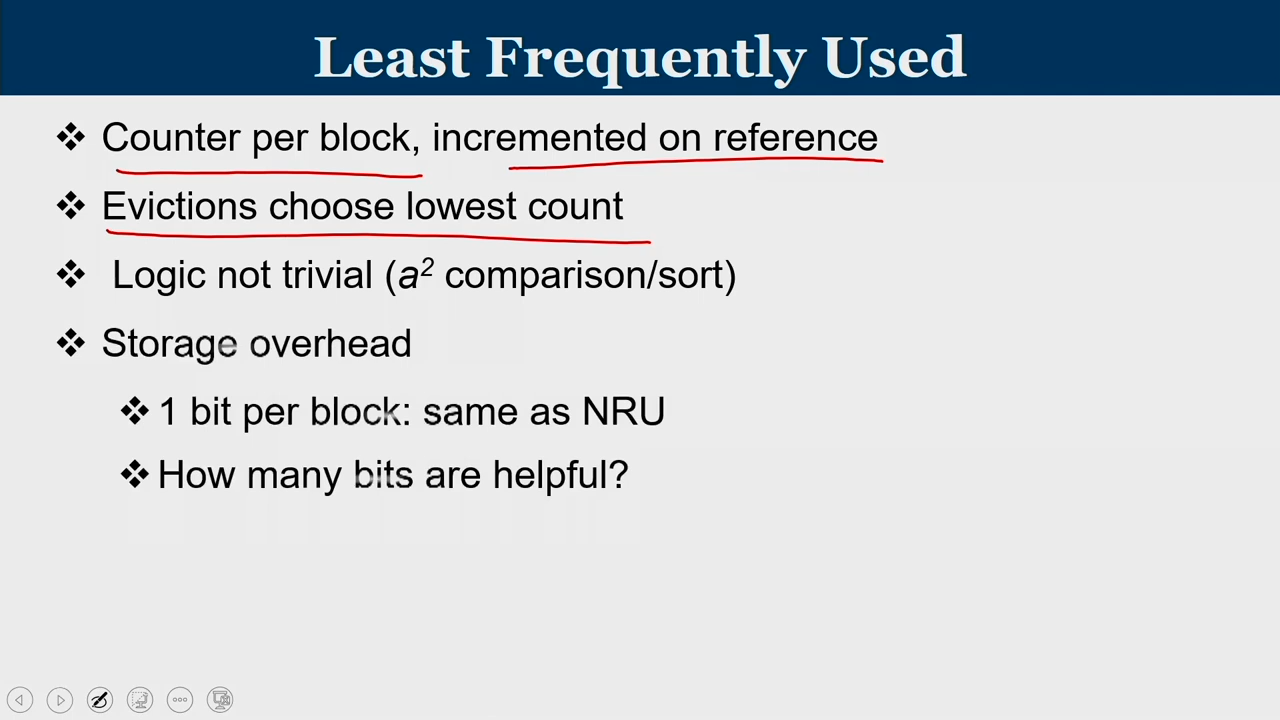 Least Frequently Used
❖ Counter per block, incremented on reference
❖ Evictions choose lowest count
❖ Logic not trivial (a² comparison/sort)
❖ Storage overhead
❖ 1 bit per block: same as NRU
❖ How many bits are helpful?